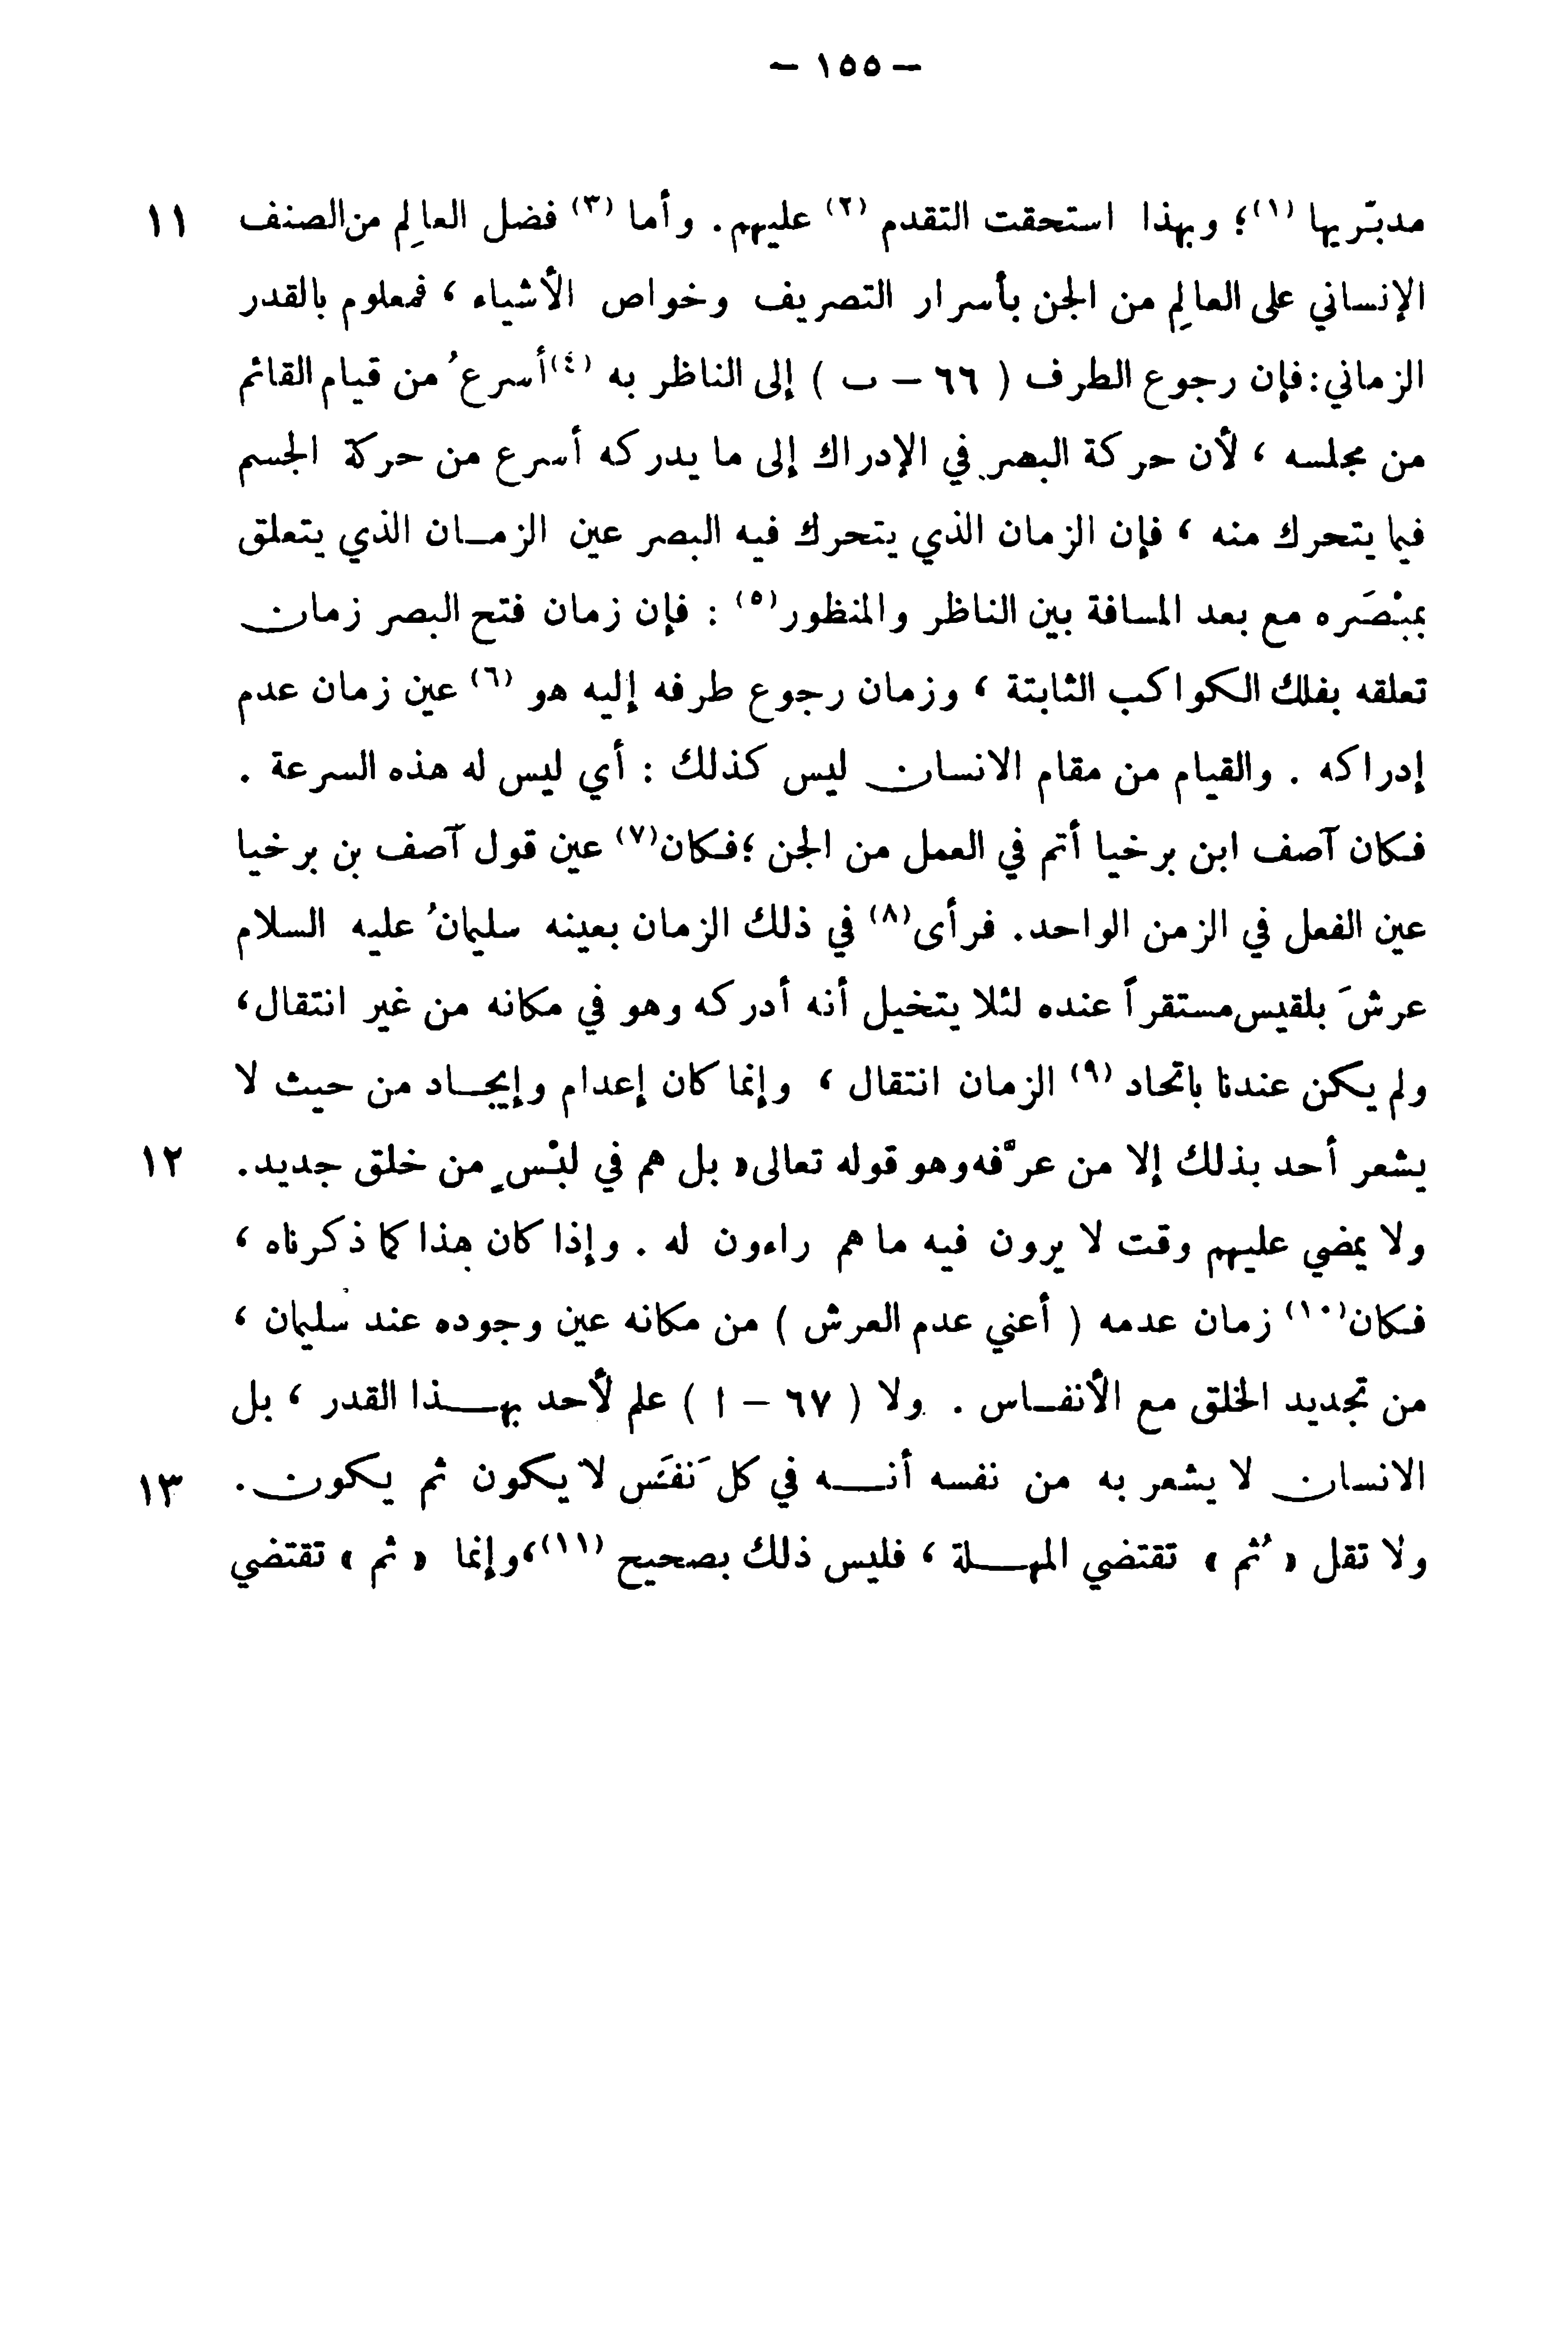 – ١٥٥ –
مدبّريها (١)؛ وبهذا استحقت التقدم (٢) عليهم. وأما (٣) فضل العالِم من الصنف ١١
الإنساني على العالِم من الجن بأسرار التصريف وخواص الأشياء ، فمعلوم بالقدر
الزماني: فإن رجوع الطرف ( ٦٦ – ب ) إلى الناظر به (٤) أسرعُ من قيام القائم
من مجلسه ، لأن حركة البصر في الإدراك إلى ما يدركه أسرع من حركة الجسم
فيما يتحرك منه ، فإن الزمان الذي يتحرك فيه البصر عين الزمـان الذي يتعلق
بمبْصَره مع بعد المسافة بين الناظر والمنظور (٥) : فإن زمان فتح البصر زمان
تعلقه بفلك الكواكب الثابتة ، وزمان رجوع طرفه إليه هو (٦) عين زمان عدم
إدراكه . والقيام من مقام الانسان ليس كذلك : أي ليس له هذه السرعة .
فكان آصف ابن برخيا أتم في العمل من الجن ؛ فكان (٧) عين قول آصف بن برخيا
عين الفعل في الزمن الواحد. فرأى (٨) في ذلك الزمان بعينه سليمانُ عليه السلام
عرشَ بلقيس مستقراً عنده لئلا يتخيل أنه أدركه وهو في مكانه من غير انتقال،
ولم يكن عندنا باتحاد (٩) الزمان انتقال ، وإنما كان إعدام وإيجـاد من حيث لا
يشعر أحد بذلك إلا من عرَّفه وهو قوله تعالى « بل هم في لبْسٍ من خلق جديد. ١٢
ولا يمضي عليهم وقت لا يرون فيه ما هم راءون له . وإذا كان هذا كما ذكرناه ،
فكان (١٠) زمان عدمه ( أعني عدم العرش ) من مكانه عين وجوده عند سليمان ،
من تجديد الخلق مع الأنفـاس . ولا ( ٦٧ – ا ) علم لأحد بهـــذا القدر ، بل
الانسان لا يشعر به من نفسه أنـــه في كل نَفَس لا يكون ثم يكون. ١٣
ولا تقل « ثُم » تقتضي المهـــلة ، فليس ذلك بصحيح (١١)، وإنما « ثم » تقتضي